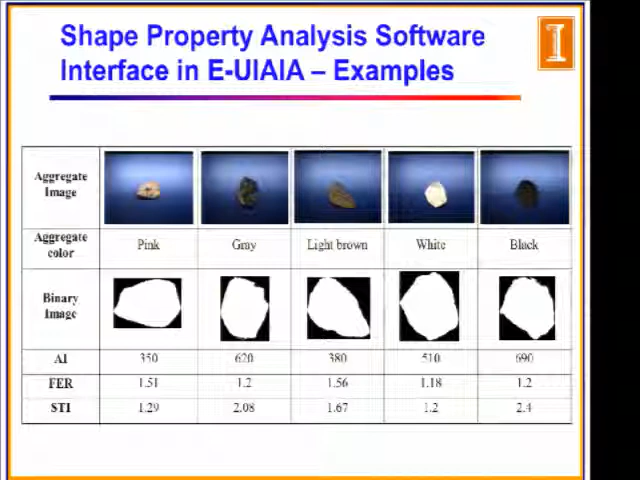 Shape Property Analysis Software
Interface in E-UIAIA – Examples
I
Aggregate
Image
Aggregate
color
Pink
Gray
Light brown
White
Black
Binary
Image
AI
350
620
380
510
690
FER
1.51
1.2
1.56
1.18
1.2
STI
1.29
2.08
1.67
1.2
2.4